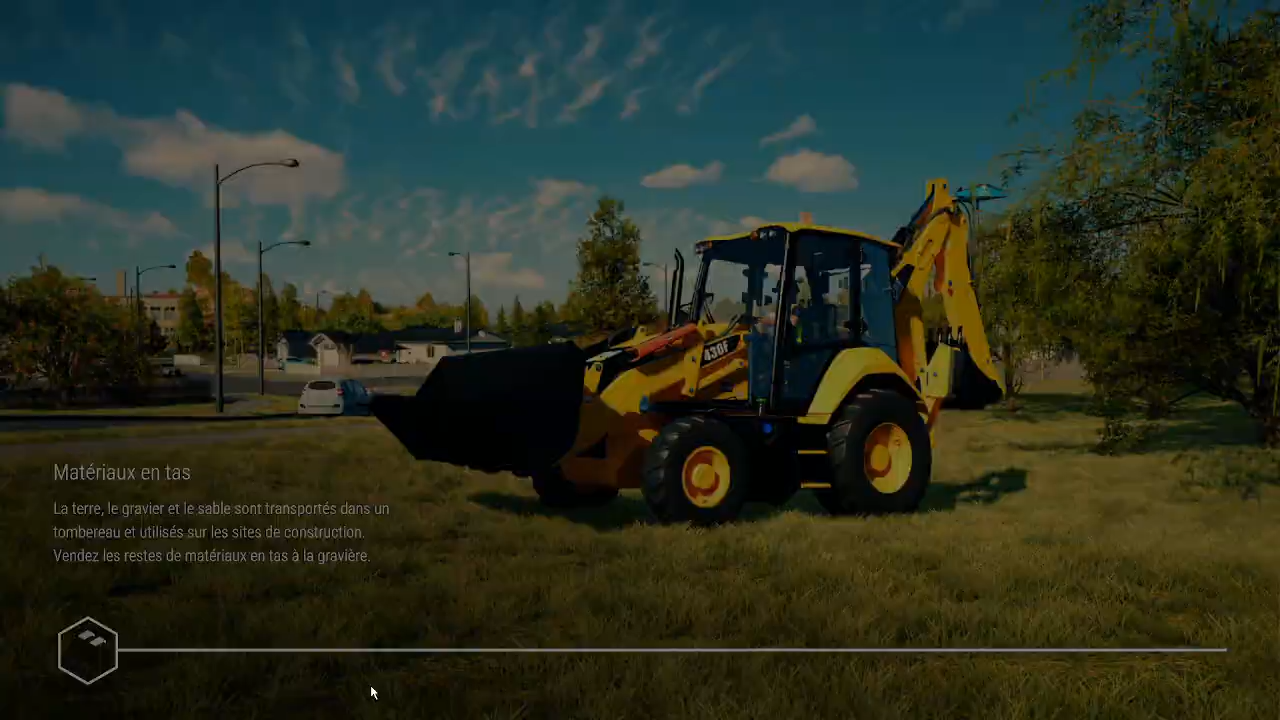 430F
Matériaux en tas
La terre, le gravier et le sable sont transportés dans un
tombereau et utilisés sur les sites de construction.
Vendez les restes de matériaux en tas à la gravière.